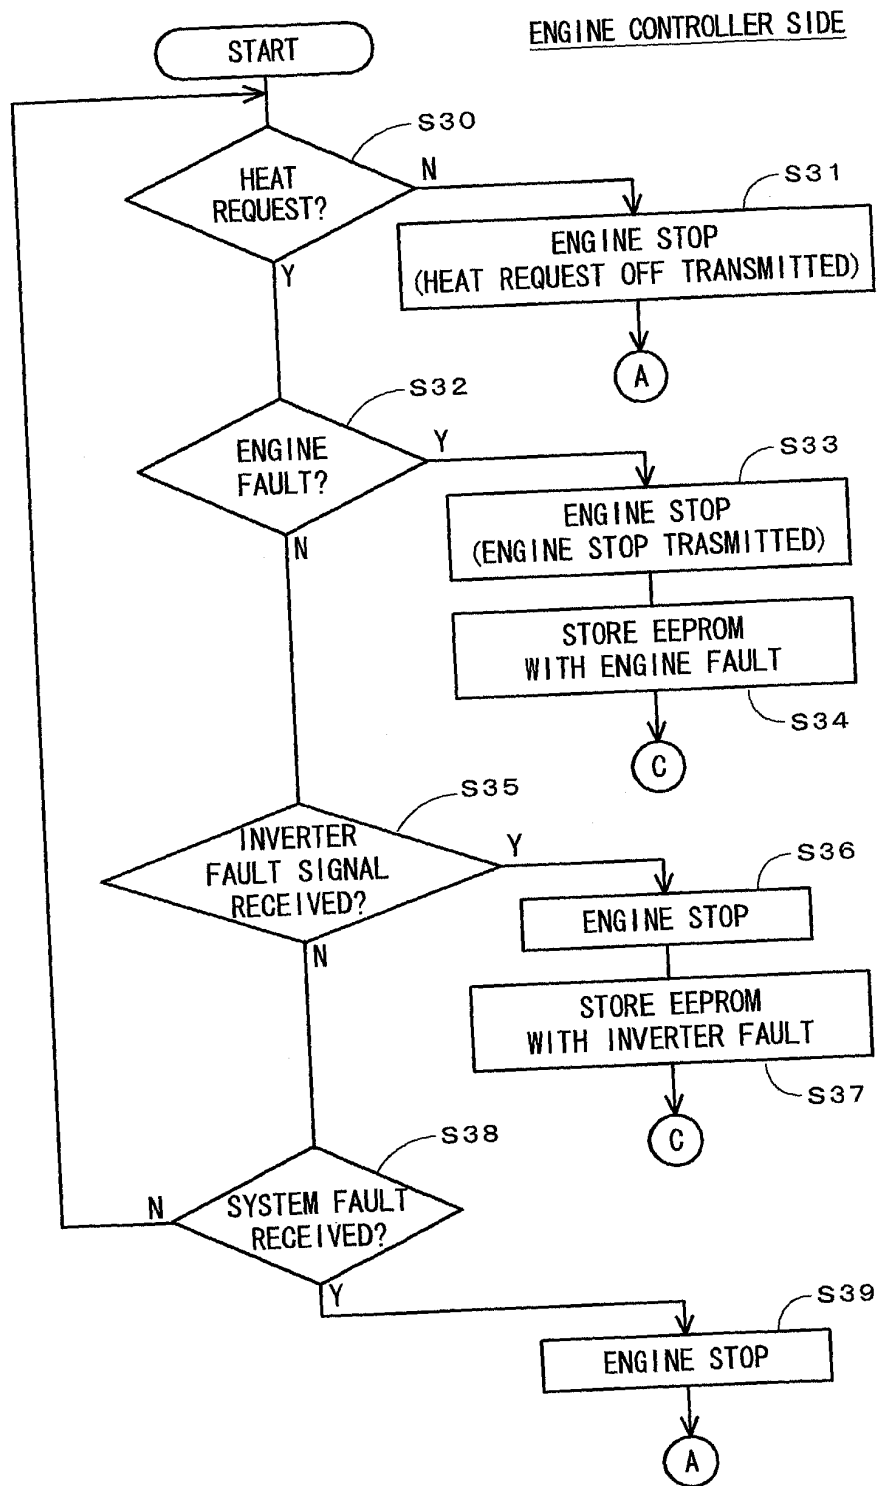 ENGINE CONTROLLER SIDE
START
S30
HEAT
REQUEST?
N
Y
S31
ENGINE STOP
(HEAT REQUEST OFF TRANSMITTED)
A
S32
ENGINE
FAULT?
Y
N
S33
ENGINE STOP
(ENGINE STOP TRASMITTED)
STORE EEPROM
WITH ENGINE FAULT
S34
C
S35
INVERTER
FAULT SIGNAL
RECEIVED?
Y
N
S36
ENGINE STOP
STORE EEPROM
WITH INVERTER FAULT
S37
C
S38
SYSTEM FAULT
RECEIVED?
N
Y
S39
ENGINE STOP
A